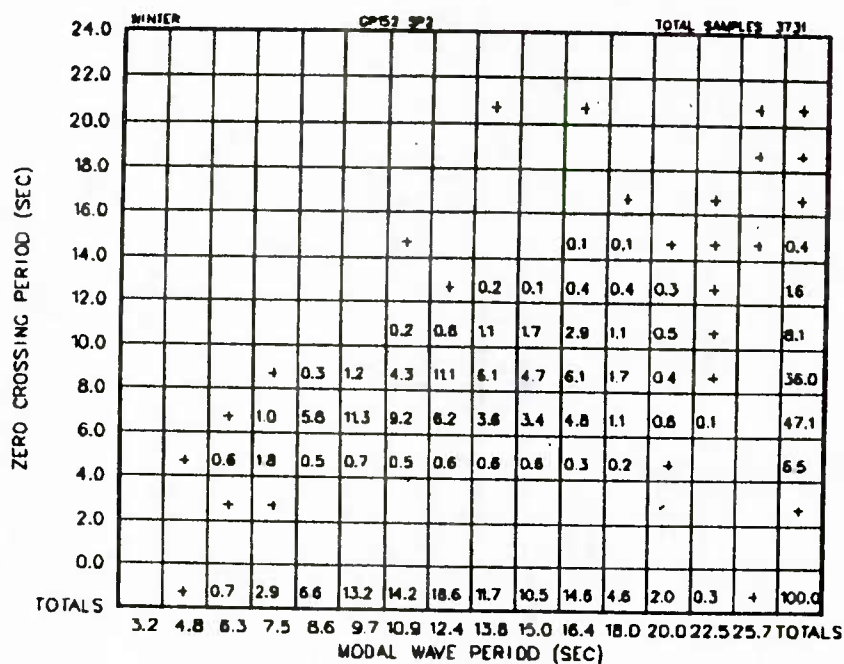 WINTER GP152 SP2 TOTAL SAMPLES 3731
24.0
22.0
+ + + +
20.0
+ +
18.0
+ + +
16.0
+ 0.1 0.1 + + + 0.4
14.0
+ 0.2 0.1 0.4 0.4 0.3 + 1.6
12.0
0.2 0.6 1.1 1.7 2.9 1.1 0.5 + 8.1
10.0
+ 0.3 1.2 4.3 11.1 6.1 4.7 6.1 1.7 0.4 + 36.0
8.0
+ 1.0 5.6 11.3 9.2 6.2 3.6 3.4 4.8 1.1 0.6 0.1 47.1
6.0
+ 0.6 1.8 0.5 0.7 0.5 0.6 0.6 0.6 0.3 0.2 + 6.5
4.0
+ + +
2.0
0.0
TOTALS + 0.7 2.9 6.6 13.2 14.2 18.6 11.7 10.5 14.6 4.6 2.0 0.3 + 100.0
3.2 4.8 6.3 7.5 8.6 9.7 10.9 12.4 13.8 15.0 16.4 18.0 20.0 22.5 25.7 TOTALS
MODAL WAVE PERIOD (SEC)
ZERO CROSSING PERIOD (SEC)